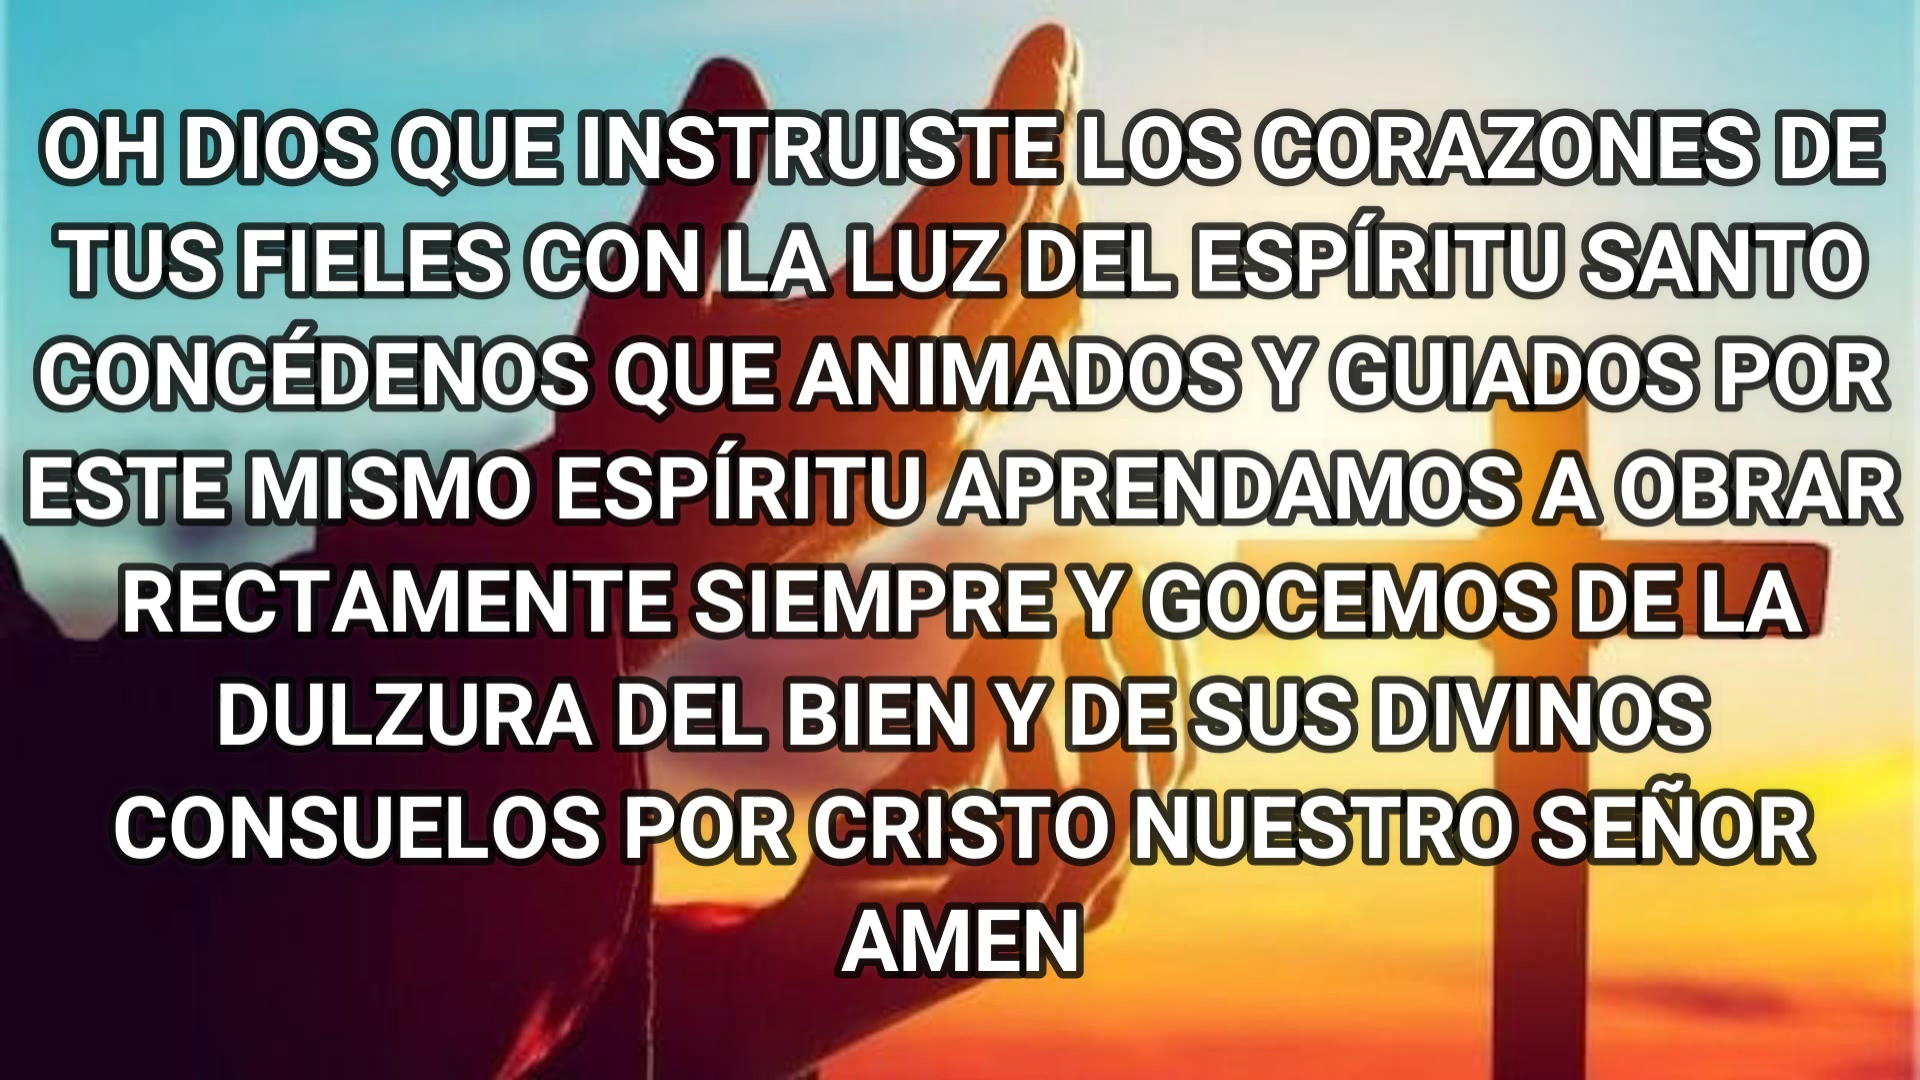 OH DIOS QUE INSTRUISTE LOS CORAZONES DE
TUS FIELES CON LA LUZ DEL ESPÍRITU SANTO
CONCÉDENOS QUE ANIMADOS Y GUIADOS POR
ESTE MISMO ESPÍRITU APRENDAMOS A OBRAR
RECTAMENTE SIEMPRE Y GOCEMOS DE LA
DULZURA DEL BIEN Y DE SUS DIVINOS
CONSUELOS POR CRISTO NUESTRO SEÑOR
AMEN